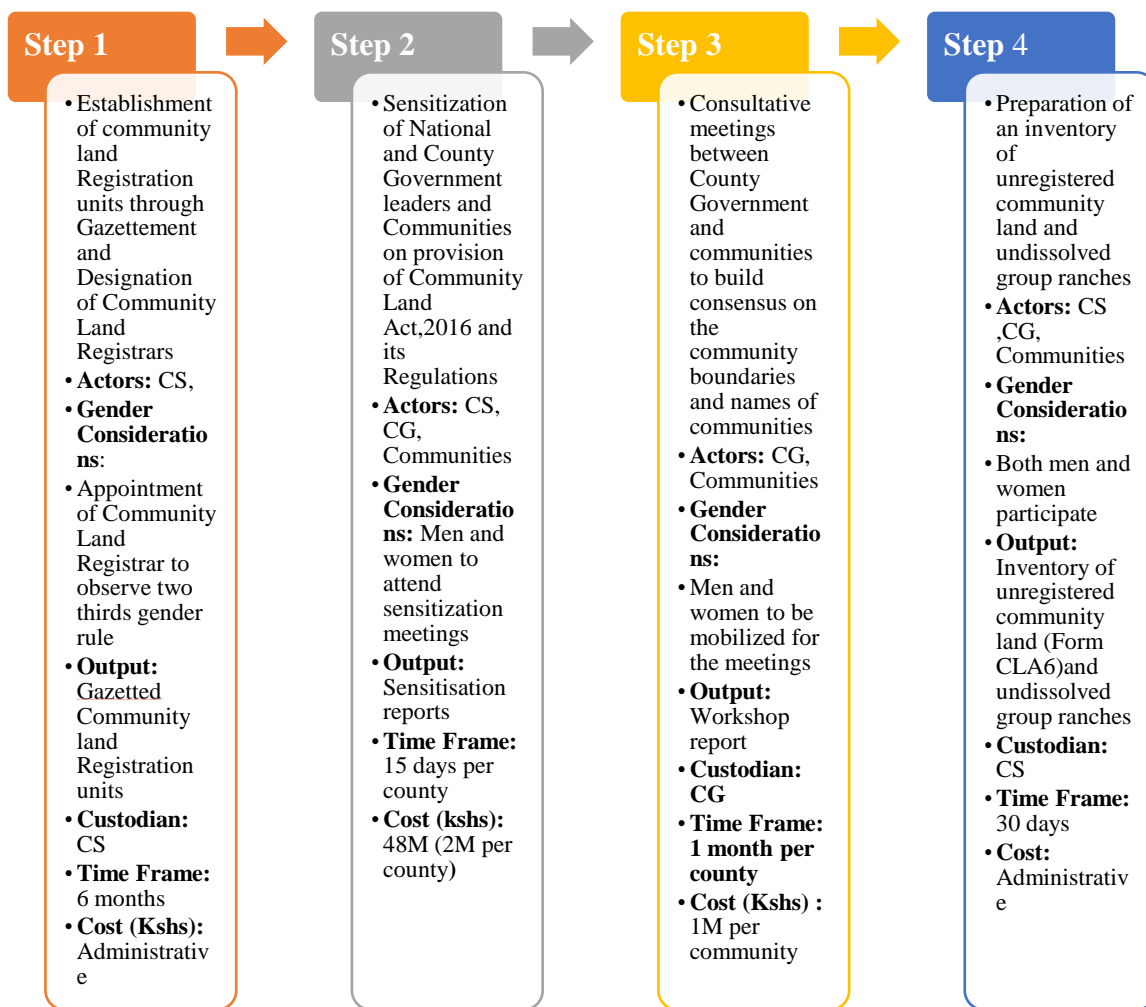 Step 1
• Establishment
of community
land
Registration
units through
Gazettement
and
Designation
of Community
Land
Registrars
• Actors: CS,
• Gender
Consideratio
ns:
• Appointment
of Community
Land
Registrar to
observe two
thirds gender
rule
• Output:
Gazetted
Community
land
Registration
units
• Custodian:
CS
• Time Frame:
6 months
• Cost (Kshs):
Administrativ
e
Step 2
• Sensitization
of National
and County
Government
leaders and
Communities
on provision
of Community
Land
Act,2016 and
its
Regulations
• Actors: CS,
CG,
Communities
• Gender
Consideratio
ns: Men and
women to
attend
sensitization
meetings
• Output:
Sensitisation
reports
• Time Frame:
15 days per
county
• Cost (kshs):
48M (2M per
county)
Step 3
• Consultative
meetings
between
County
Government
and
communities
to build
consensus on
the
community
boundaries
and names of
communities
• Actors: CG,
Communities
• Gender
Consideratio
ns:
• Men and
women to be
mobilized for
the meetings
• Output:
Workshop
report
• Custodian:
CG
• Time Frame:
1 month per
county
• Cost (Kshs) :
1M per
community
Step 4
• Preparation of
an inventory
of
unregistered
community
land and
undissolved
group ranches
• Actors: CS
,CG,
Communities
• Gender
Consideratio
ns:
• Both men and
women
participate
• Output:
Inventory of
unregistered
community
land (Form
CLA6)and
undissolved
group ranches
• Custodian:
CS
• Time Frame:
30 days
• Cost:
Administrativ
e